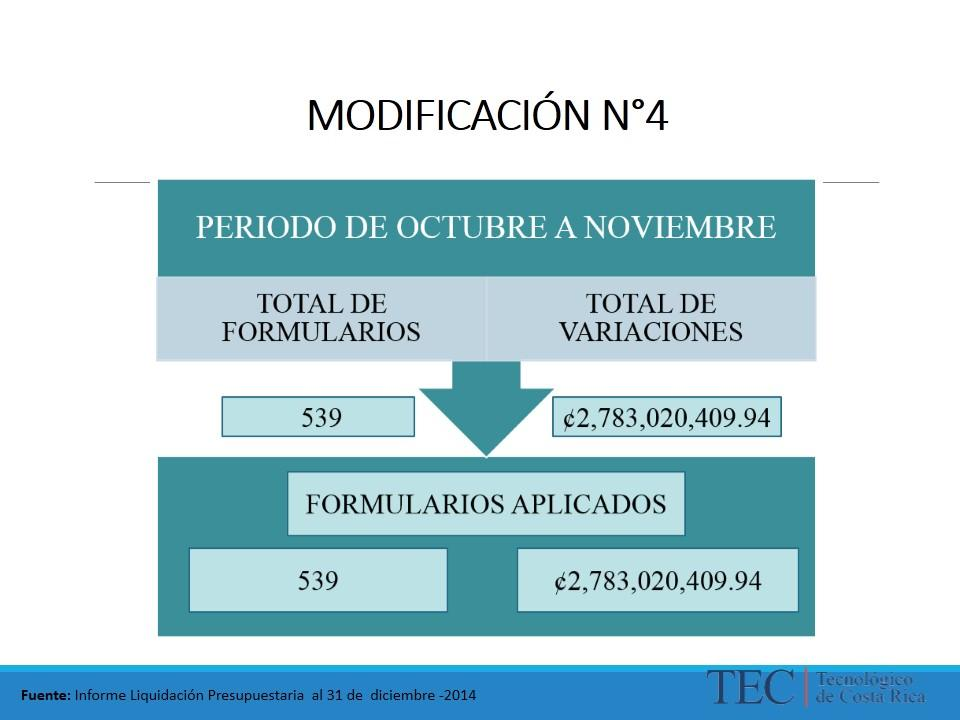 MODIFICACIÓN N°4
PERIODO DE OCTUBRE A NOVIEMBRE
TOTAL DE
FORMULARIOS
TOTAL DE
VARIACIONES
539
¢2,783,020,409.94
FORMULARIOS APLICADOS
539
¢2,783,020,409.94
Fuente: Informe Liquidación Presupuestaria al 31 de diciembre -2014
TEC | Tecnológico
de Costa Rica